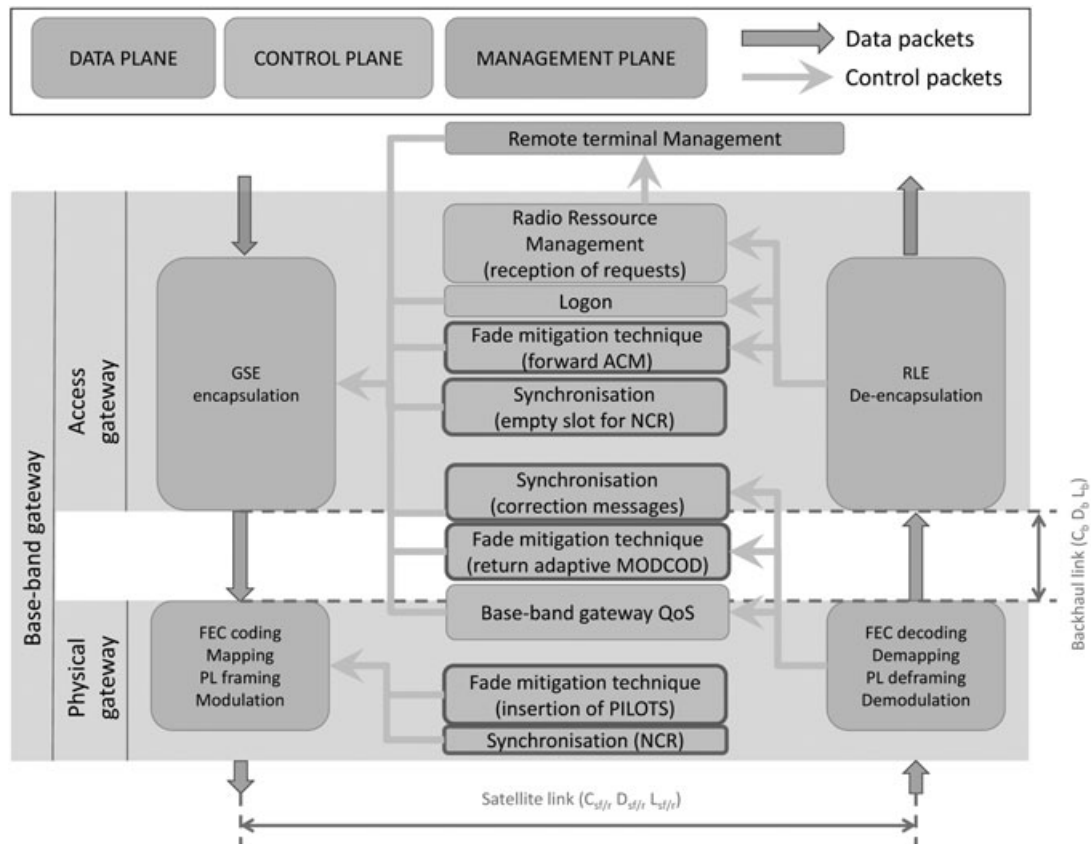 DATA PLANE
CONTROL PLANE
MANAGEMENT PLANE
Data packets
Control packets
Remote terminal Management
Radio Ressource
Management
(reception of requests)
Logon
Fade mitigation technique
(forward ACM)
Synchronisation
(empty slot for NCR)
GSE
encapsulation
RLE
De-encapsulation
Base-band gateway
Access
gateway
Synchronisation
(correction messages)
Fade mitigation technique
(return adaptive MODCOD)
Base-band gateway QoS
Backhaul link (Cb Db Lb)
Physical
gateway
FEC coding
Mapping
PL framing
Modulation
Fade mitigation technique
(insertion of PILOTS)
Synchronisation (NCR)
FEC decoding
Demapping
PL deframing
Demodulation
Satellite link (Csf/r Dsf/r Lsf/r)